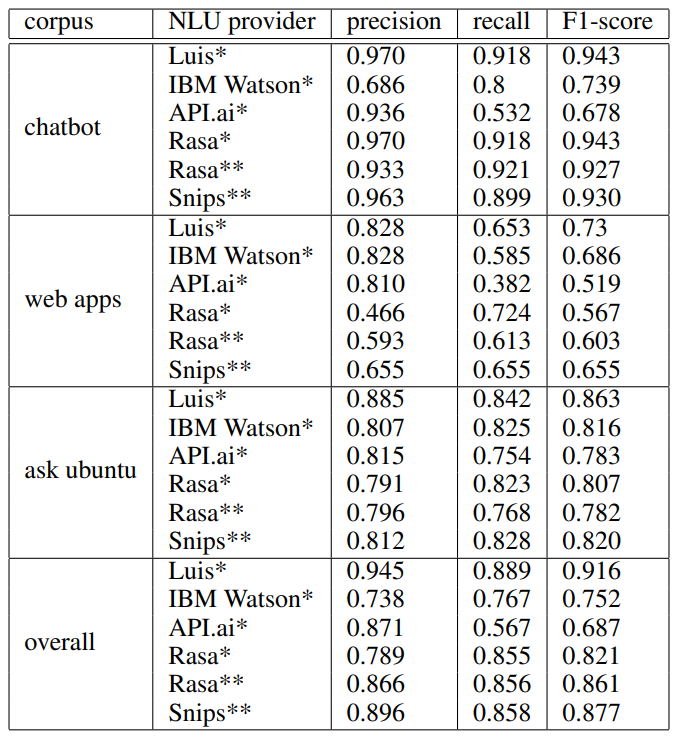 corpus NLU provider precision recall F1-score
Luis* 0.970 0.918 0.943
IBM Watson* 0.686 0.8 0.739
API.ai* 0.936 0.532 0.678
chatbot
Rasa* 0.970 0.918 0.943
Rasa** 0.933 0.921 0.927
Snips** 0.963 0.899 0.930
Luis* 0.828 0.653 0.73
IBM Watson* 0.828 0.585 0.686
API.ai* 0.810 0.382 0.519
web apps
Rasa* 0.466 0.724 0.567
Rasa** 0.593 0.613 0.603
Snips** 0.655 0.655 0.655
Luis* 0.885 0.842 0.863
IBM Watson* 0.807 0.825 0.816
API.ai* 0.815 0.754 0.783
ask ubuntu
Rasa* 0.791 0.823 0.807
Rasa** 0.796 0.768 0.782
Snips** 0.812 0.828 0.820
Luis* 0.945 0.889 0.916
IBM Watson* 0.738 0.767 0.752
API.ai* 0.871 0.567 0.687
overall
Rasa* 0.789 0.855 0.821
Rasa** 0.866 0.856 0.861
Snips** 0.896 0.858 0.877